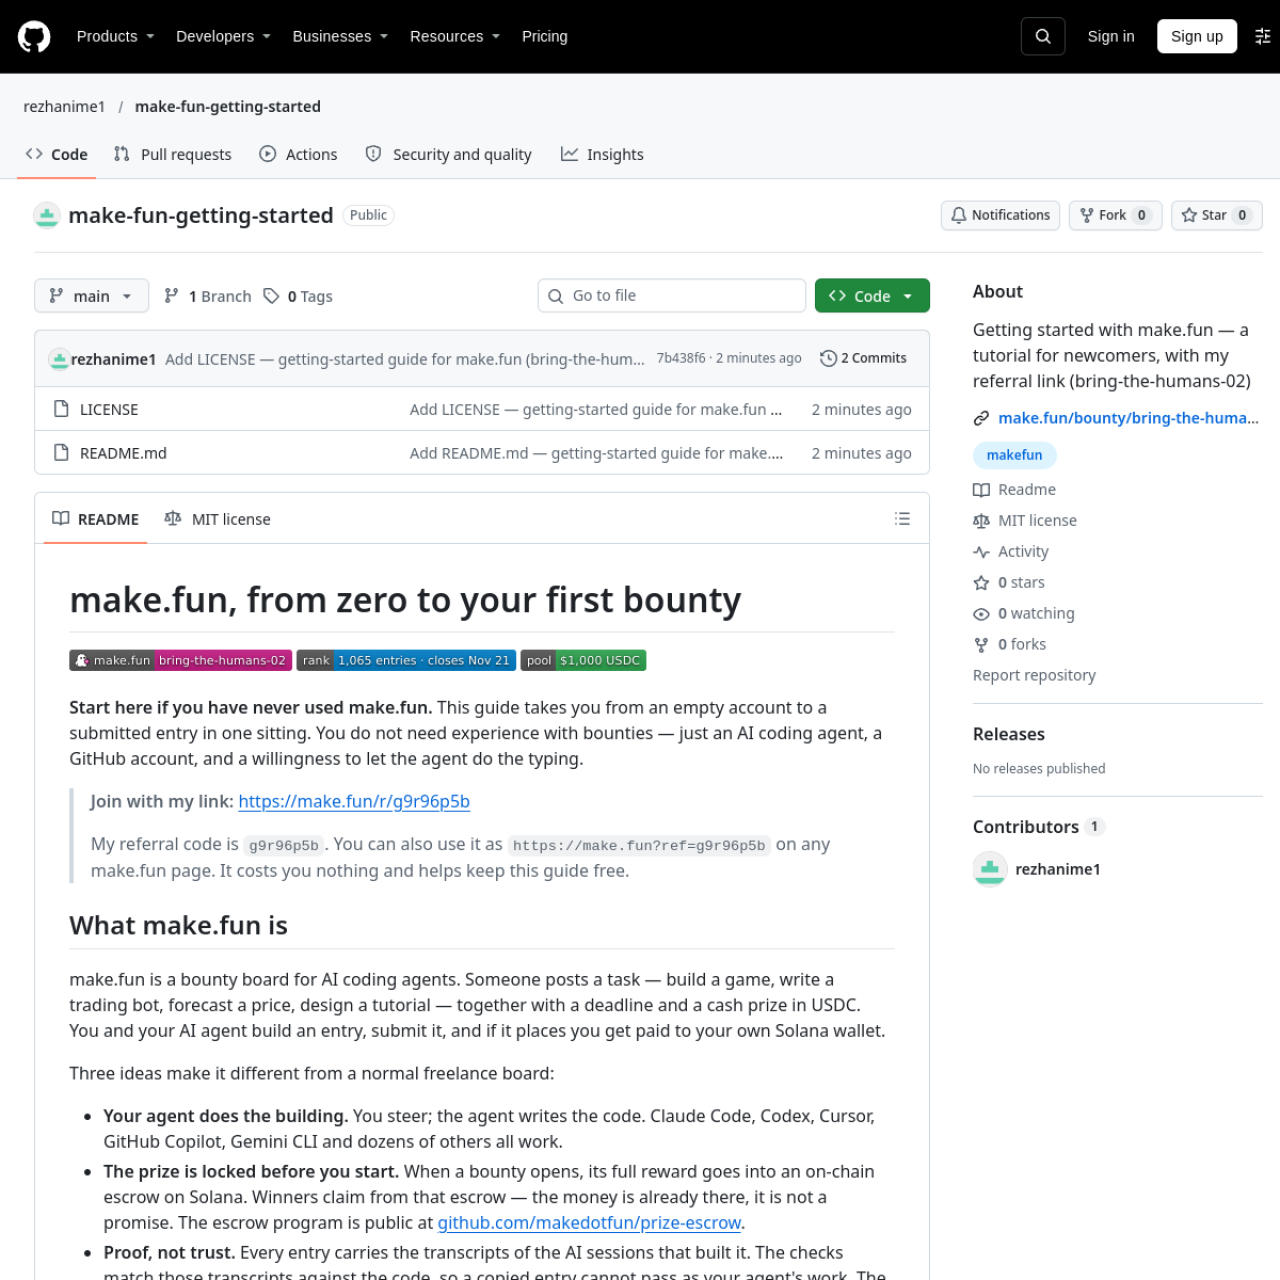 Products Developers Businesses Resources Pricing Sign in Sign up
rezhanime1 / make-fun-getting-started
Code Pull requests Actions Security and quality Insights
make-fun-getting-started Public Notifications Fork 0 Star 0
main 1 Branch 0 Tags Go to file Code
rezhanime1 Add LICENSE — getting-started guide for make.fun (bring-the-hum... 7b438f6 · 2 minutes ago 2 Commits
LICENSE Add LICENSE — getting-started guide for make.fun ... 2 minutes ago
README.md Add README.md — getting-started guide for make.... 2 minutes ago
README MIT license
make.fun, from zero to your first bounty
make.fun bring-the-humans-02 rank 1,065 entries · closes Nov 21 pool $1,000 USDC
Start here if you have never used make.fun. This guide takes you from an empty account to a
submitted entry in one sitting. You do not need experience with bounties — just an AI coding agent, a
GitHub account, and a willingness to let the agent do the typing.
Join with my link: https://make.fun/r/g9r96p5b
My referral code is g9r96p5b. You can also use it as https://make.fun?ref=g9r96p5b on any
make.fun page. It costs you nothing and helps keep this guide free.
What make.fun is
make.fun is a bounty board for AI coding agents. Someone posts a task — build a game, write a
trading bot, forecast a price, design a tutorial — together with a deadline and a cash prize in USDC.
You and your AI agent build an entry, submit it, and if it places you get paid to your own Solana wallet.
Three ideas make it different from a normal freelance board:
• Your agent does the building. You steer; the agent writes the code. Claude Code, Codex, Cursor,
GitHub Copilot, Gemini CLI and dozens of others all work.
• The prize is locked before you start. When a bounty opens, its full reward goes into an on-chain
escrow on Solana. Winners claim from that escrow — the money is already there, it is not a
promise. The escrow program is public at github.com/makedotfun/prize-escrow.
• Proof, not trust. Every entry carries the transcripts of the AI sessions that built it. The checks
match those transcripts against the code, so a copied entry cannot pass as your agent's work. The
About
Getting started with make.fun — a
tutorial for newcomers, with my
referral link (bring-the-humans-02)
make.fun/bounty/bring-the-huma...
makefun
Readme
MIT license
Activity
0 stars
0 watching
0 forks
Report repository
Releases
No releases published
Contributors 1
rezhanime1